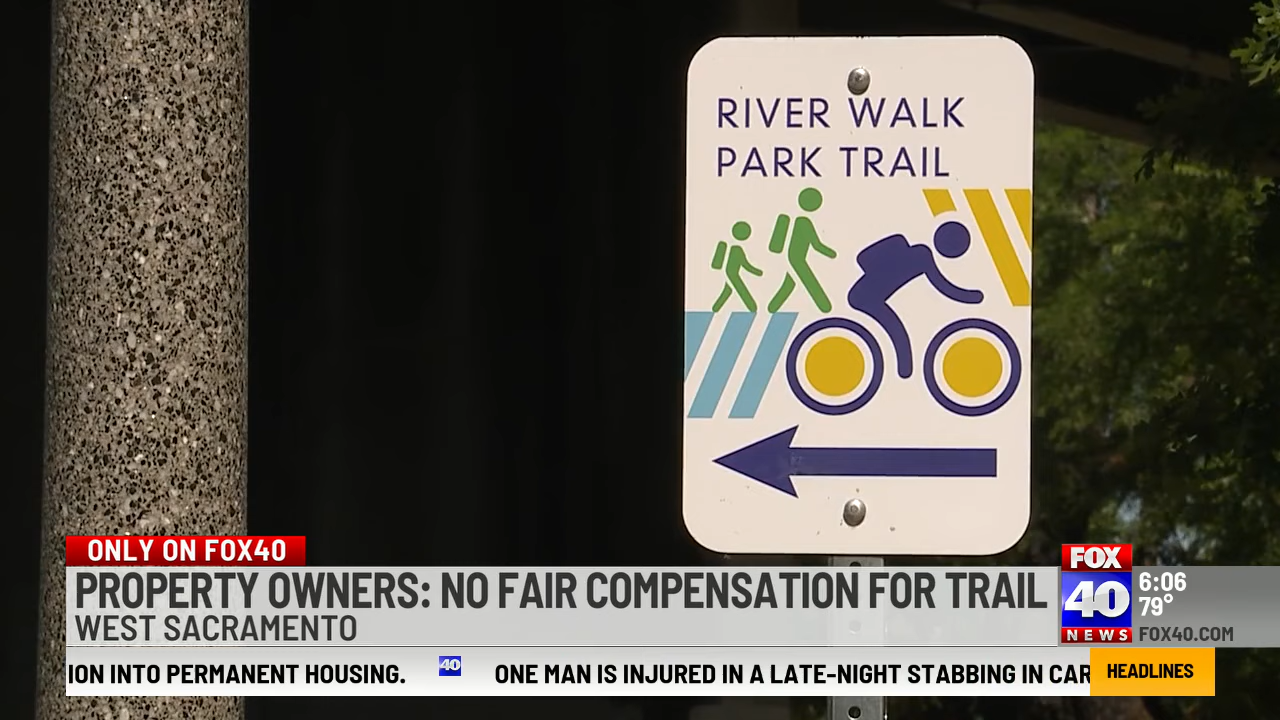 RIVER WALK
PARK TRAIL
ONLY ON FOX40
PROPERTY OWNERS: NO FAIR COMPENSATION FOR TRAIL
WEST SACRAMENTO
FOX
40
NEWS
6:06
79°
FOX40.COM
ION INTO PERMANENT HOUSING.
40
ONE MAN IS INJURED IN A LATE-NIGHT STABBING IN CAR
HEADLINES